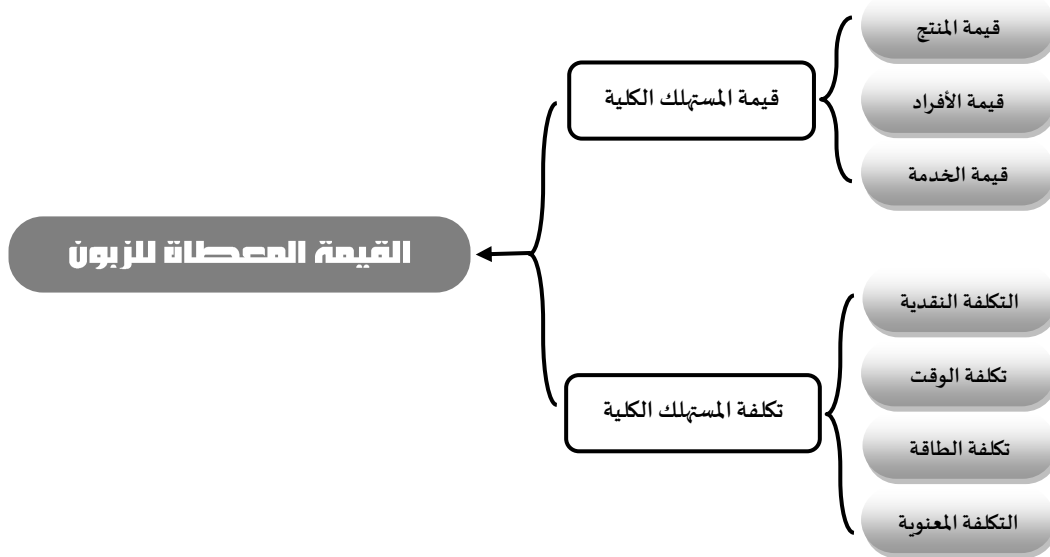 قيمة المنتج
قيمة الأفراد
قيمة الخدمة
قيمة المستهلك الكلية
القيمة المعطاة للزبون
التكلفة النقدية
تكلفة الوقت
تكلفة الطاقة
التكلفة المعنوية
تكلفة المستهلك الكلية